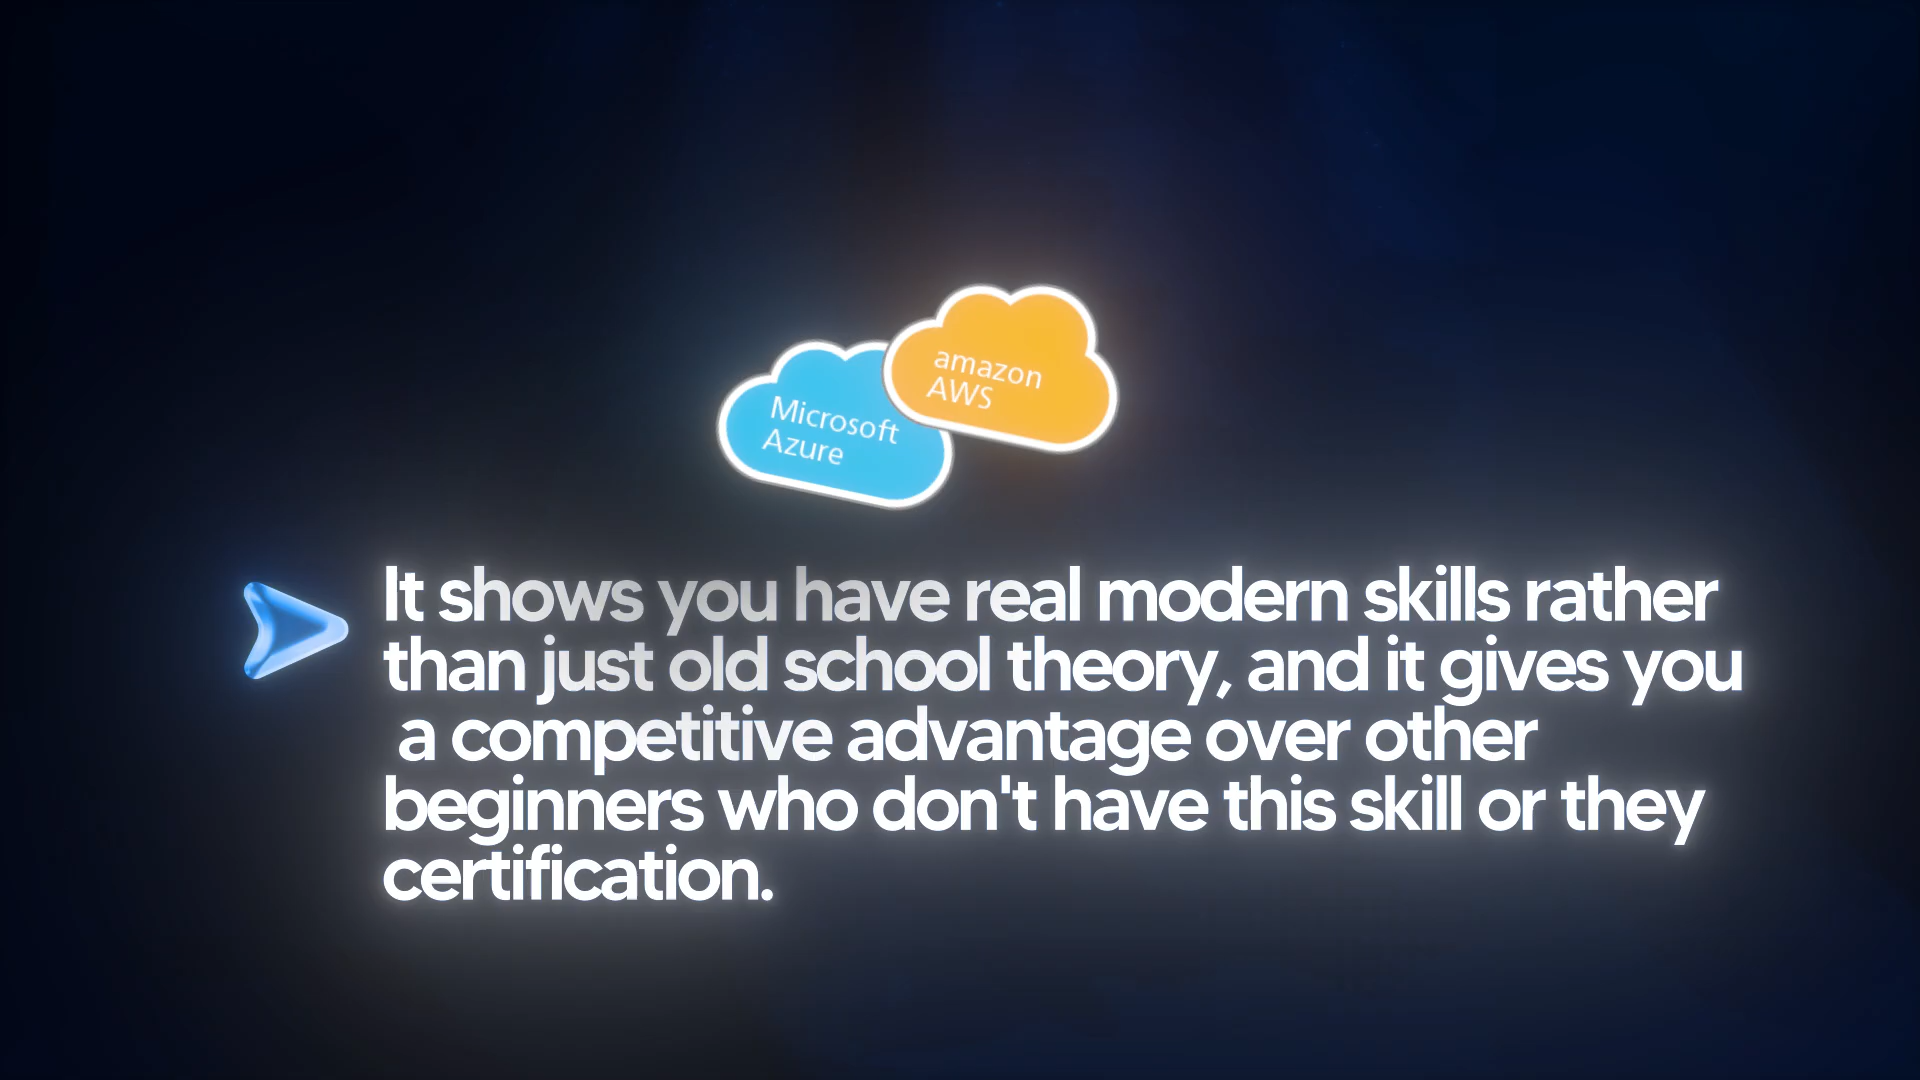 amazon
AWS
Microsoft
Azure
It shows you have real modern skills rather
than just old school theory, and it gives you
a competitive advantage over other
beginners who don't have this skill or they
certification.